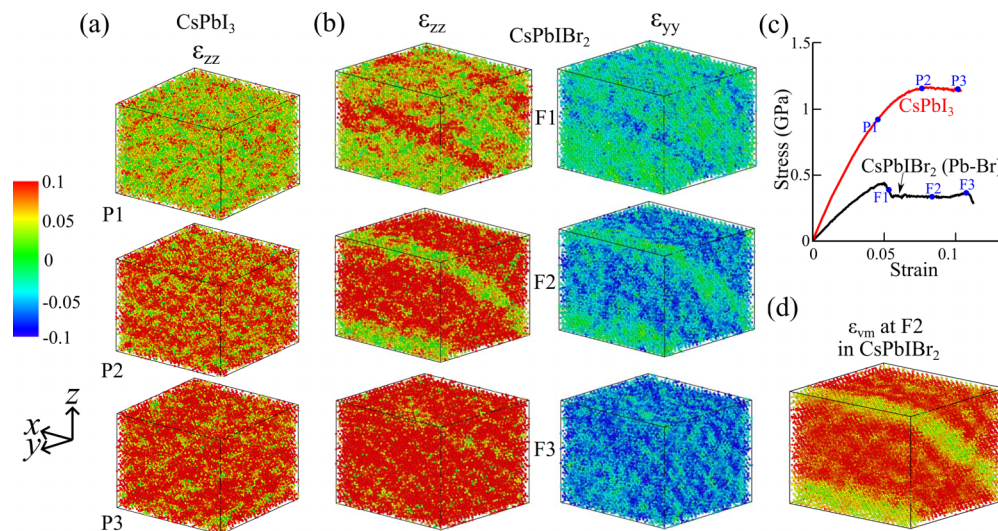 (a)
CsPbI3
εzz
(b)
εzz
CsPbIBr2
εyy
(c)
1.5
1
0.5
0
0
0.05
0.1
Stress (GPa)
Strain
P1
P2
P3
CsPbI3
CsPbIBr2 (Pb-Br)
F1
F2
F3
0.1
0.05
0
-0.05
-0.1
P1
P2
P3
F1
F2
F3
z
x
y
(d)
εvm at F2
in CsPbIBr2